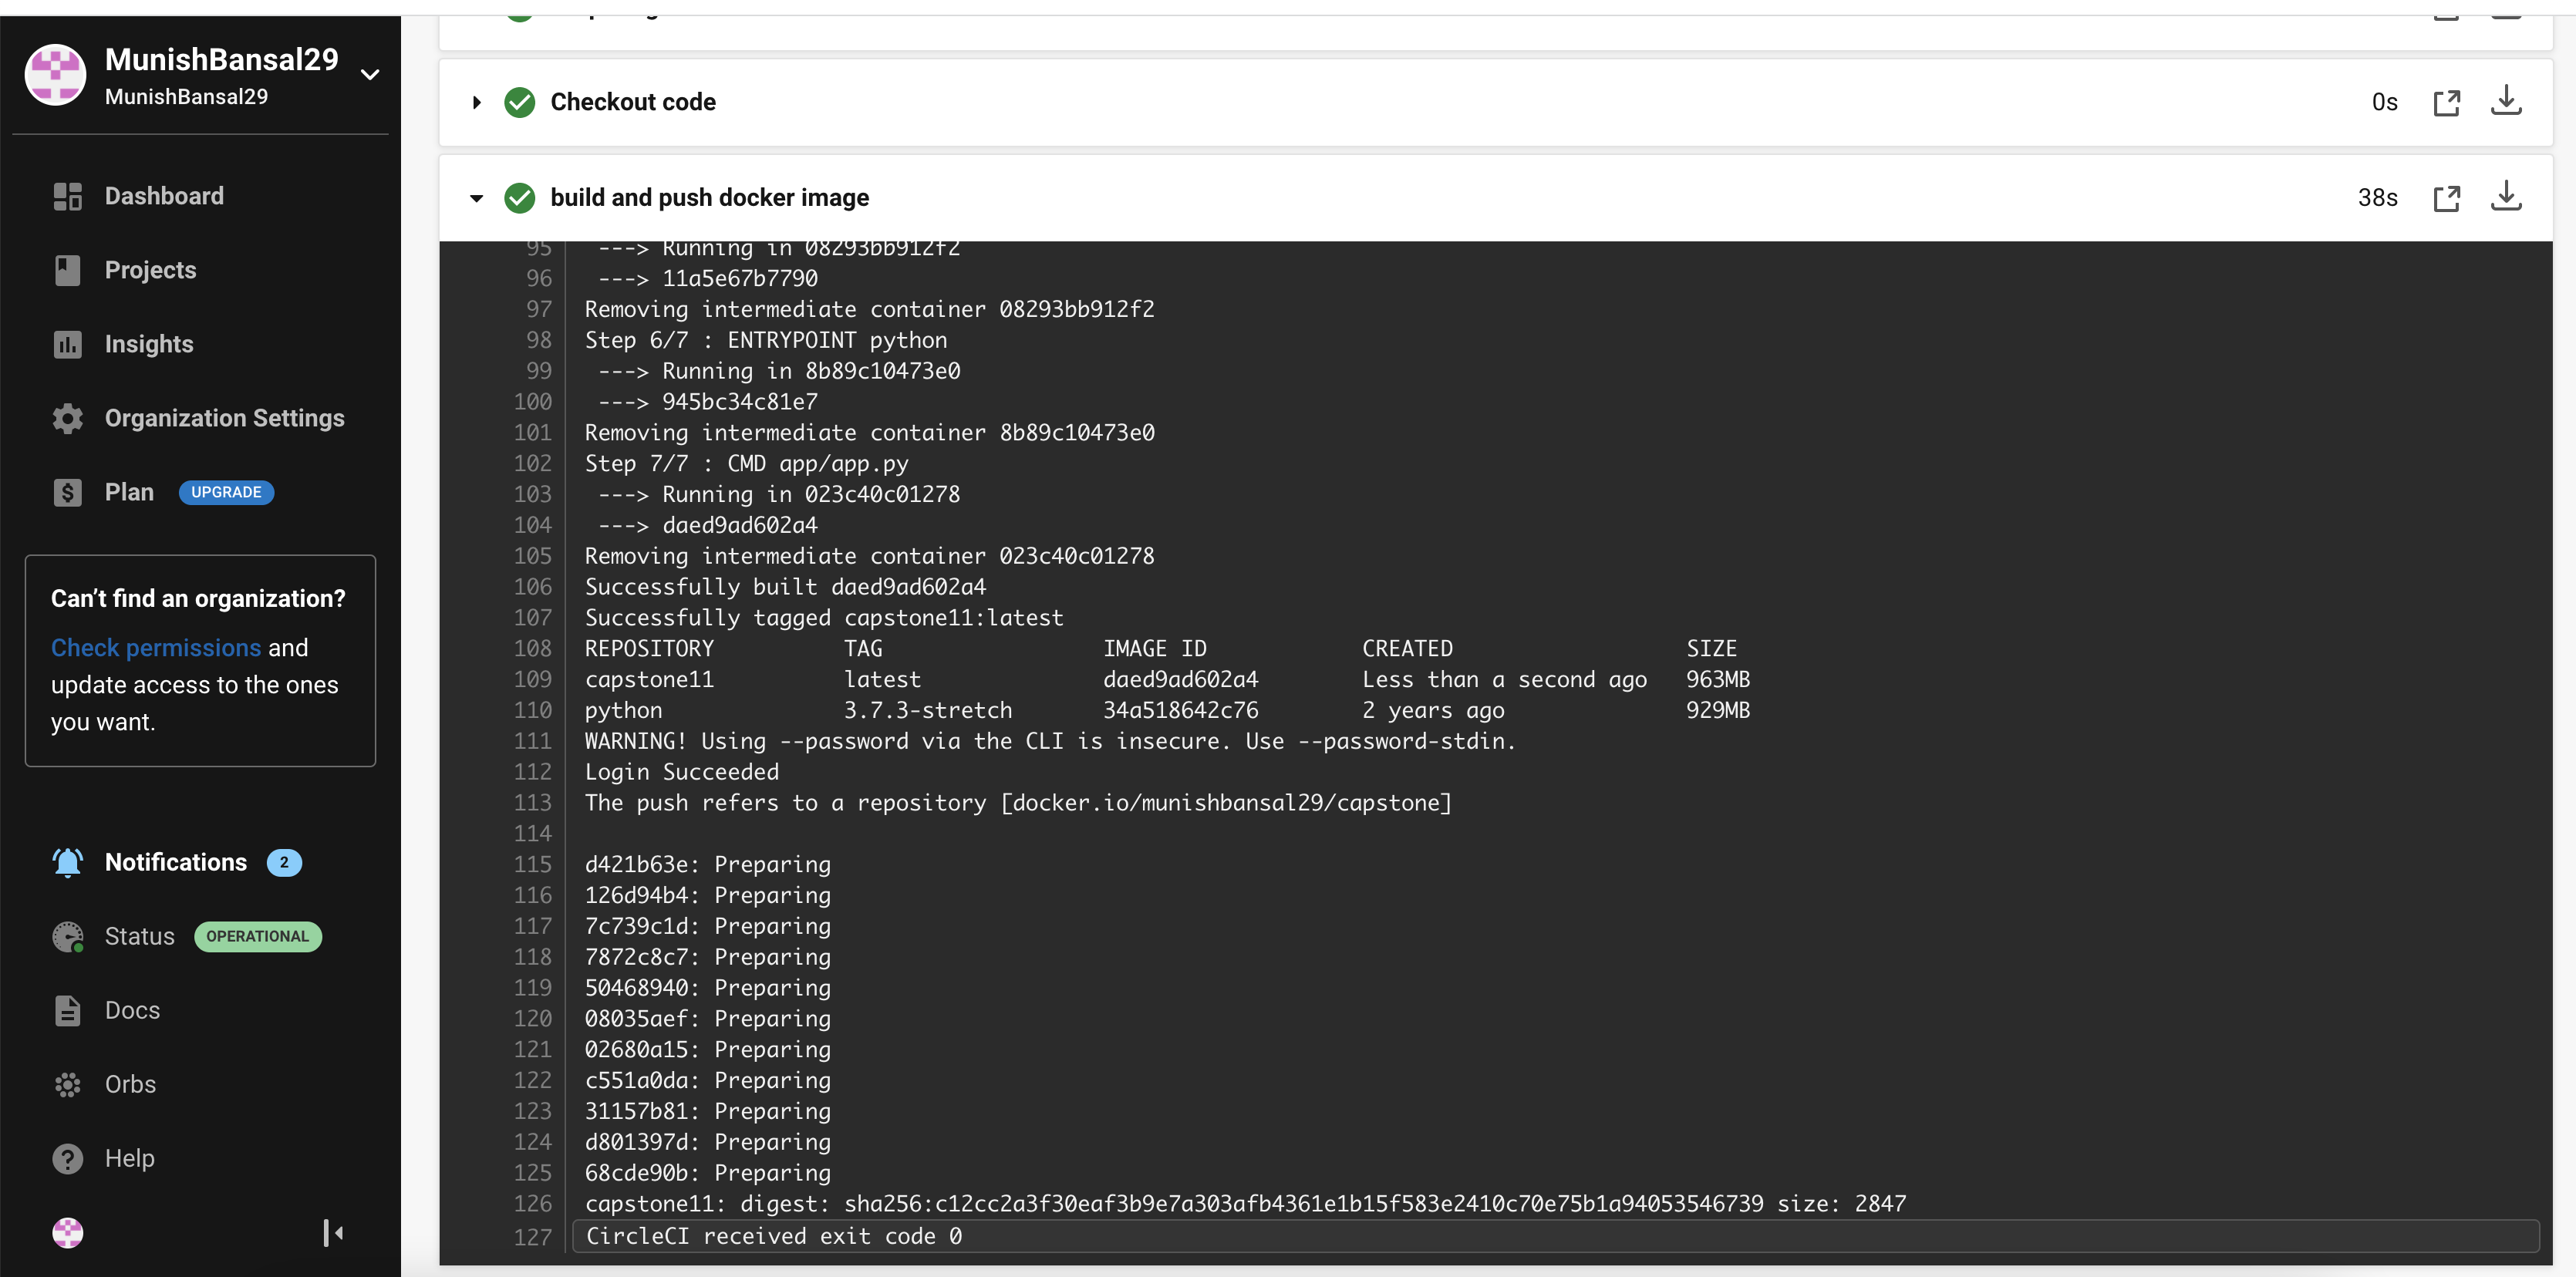 MunishBansal29
MunishBansal29
Dashboard
Projects
Insights
Organization Settings
Plan UPGRADE
Can’t find an organization?
Check permissions and
update access to the ones
you want.
Notifications 2
Status OPERATIONAL
Docs
Orbs
Help
Checkout code 0s
build and push docker image 38s
95 ---> Running in 08293bb912f2
96 ---> 11a5e67b7790
97 Removing intermediate container 08293bb912f2
98 Step 6/7 : ENTRYPOINT python
99 ---> Running in 8b89c10473e0
100 ---> 945bc34c81e7
101 Removing intermediate container 8b89c10473e0
102 Step 7/7 : CMD app/app.py
103 ---> Running in 023c40c01278
104 ---> daed9ad602a4
105 Removing intermediate container 023c40c01278
106 Successfully built daed9ad602a4
107 Successfully tagged capstone11:latest
108 REPOSITORY TAG IMAGE ID CREATED SIZE
109 capstone11 latest daed9ad602a4 Less than a second ago 963MB
110 python 3.7.3-stretch 34a518642c76 2 years ago 929MB
111 WARNING! Using --password via the CLI is insecure. Use --password-stdin.
112 Login Succeeded
113 The push refers to a repository [docker.io/munishbansal29/capstone]
114
115 d421b63e: Preparing
116 126d94b4: Preparing
117 7c739c1d: Preparing
118 7872c8c7: Preparing
119 50468940: Preparing
120 08035aef: Preparing
121 02680a15: Preparing
122 c551a0da: Preparing
123 31157b81: Preparing
124 d801397d: Preparing
125 68cde90b: Preparing
126 capstone11: digest: sha256:c12cc2a3f30eaf3b9e7a303afb4361e1b15f583e2410c70e75b1a94053546739 size: 2847
127 CircleCI received exit code 0